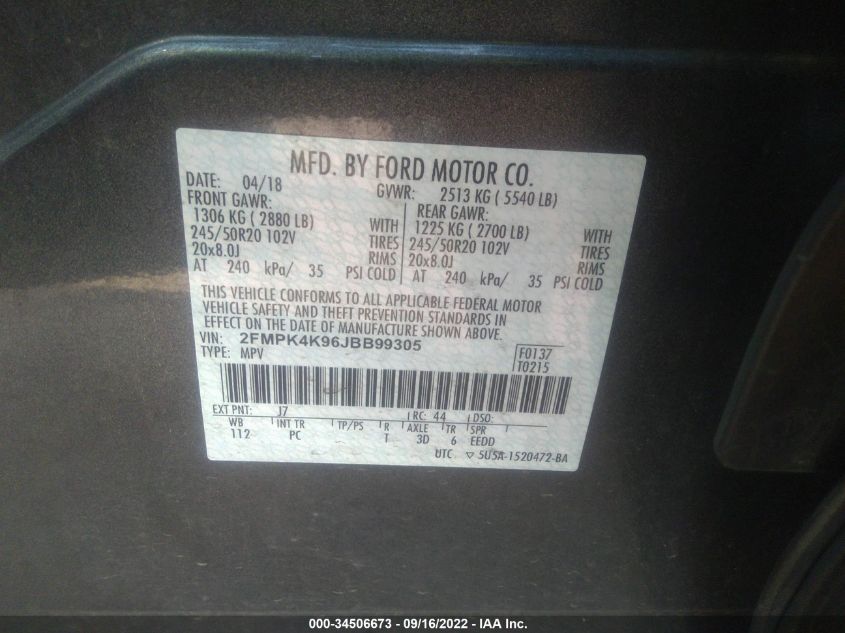 MFD. BY FORD MOTOR CO.
DATE: 04/18 GVWR: 2513 KG ( 5540 LB)
FRONT GAWR: REAR GAWR:
1306 KG ( 2880 LB) WITH 1225 KG ( 2700 LB) WITH
245/50R20 102V TIRES 245/50R20 102V TIRES
20x8.0J RIMS 20x8.0J RIMS
AT 240 kPa/ 35 PSI COLD AT 240 kPa/ 35 PSI COLD
THIS VEHICLE CONFORMS TO ALL APPLICABLE FEDERAL MOTOR
VEHICLE SAFETY AND THEFT PREVENTION STANDARDS IN
EFFECT ON THE DATE OF MANUFACTURE SHOWN ABOVE.
VIN: 2FMPK4K96JBB99305
TYPE: MPV F0137
T0215
EXT PNT: J7 RC: 44 DSO:
WB INT TR TP/PS R AXLE TR SPR
112 PC T 3D 6 EEDD
UTC ▽ 5U5A-1520472-BA
000-34506673 - 09/16/2022 - IAA Inc.